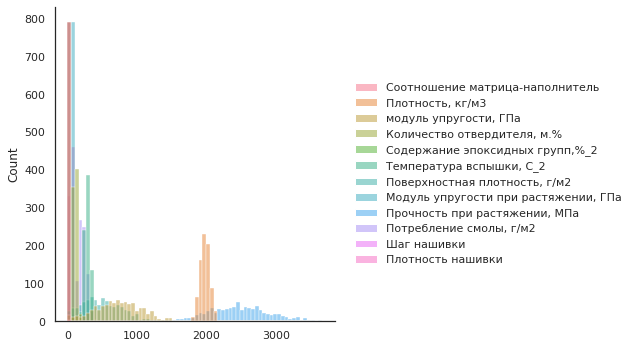 800
700
600
500
400
300
200
100
0
Count
0 1000 2000 3000
Соотношение матрица-наполнитель
Плотность, кг/м3
модуль упругости, ГПа
Количество отвердителя, м.%
Содержание эпоксидных групп,%_2
Температура вспышки, С_2
Поверхностная плотность, г/м2
Модуль упругости при растяжении, ГПа
Прочность при растяжении, МПа
Потребление смолы, г/м2
Шаг нашивки
Плотность нашивки